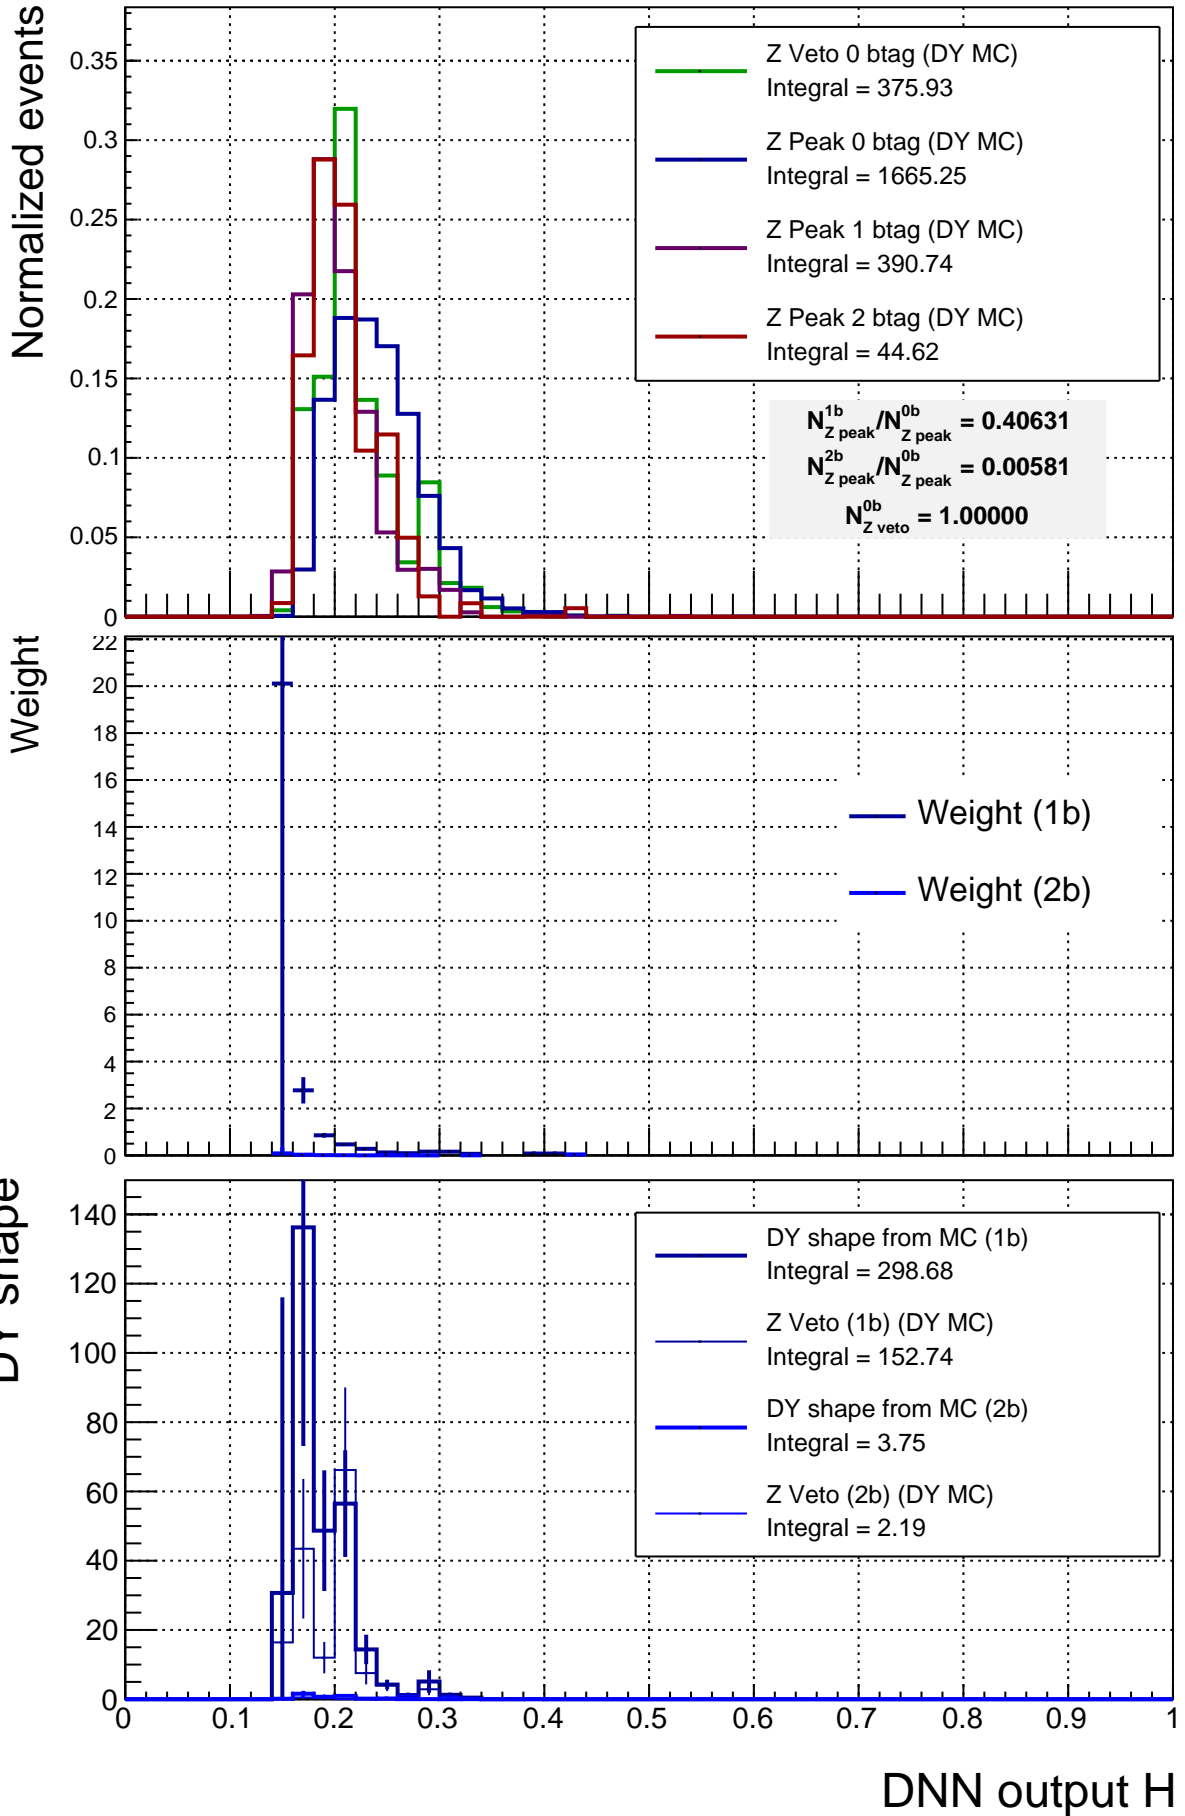 Normalized events
0.35
0.3
0.25
0.2
0.15
0.1
0.05
0
Z Veto 0 btag (DY MC)
Integral = 375.93
Z Peak 0 btag (DY MC)
Integral = 1665.25
Z Peak 1 btag (DY MC)
Integral = 390.74
Z Peak 2 btag (DY MC)
Integral = 44.62
N^{1b}_{Z peak}/N^{0b}_{Z peak} = 0.40631
N^{2b}_{Z peak}/N^{0b}_{Z peak} = 0.00581
N^{0b}_{Z veto} = 1.00000
Weight
22
20
18
16
14
12
10
8
6
4
2
0
Weight (1b)
Weight (2b)
DY shape
140
120
100
80
60
40
20
0
DY shape from MC (1b)
Integral = 298.68
Z Veto (1b) (DY MC)
Integral = 152.74
DY shape from MC (2b)
Integral = 3.75
Z Veto (2b) (DY MC)
Integral = 2.19
0 0.1 0.2 0.3 0.4 0.5 0.6 0.7 0.8 0.9 1
DNN output H